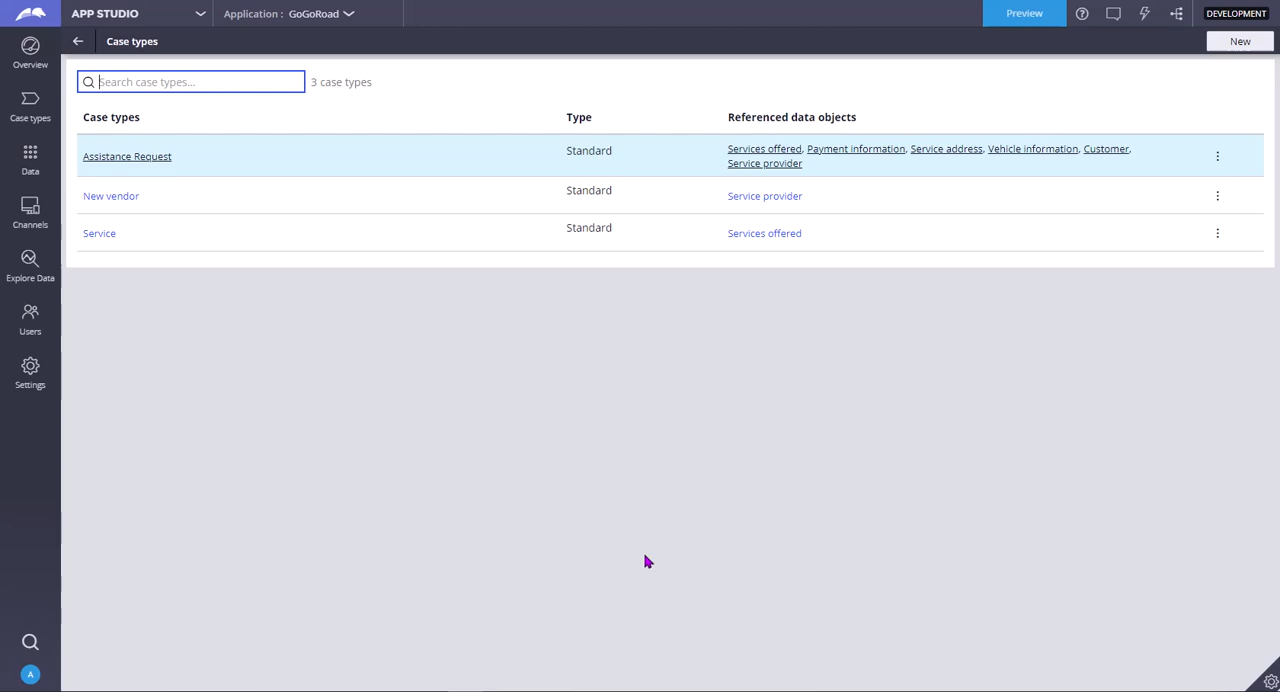 APP STUDIO
Application : GoGoRoad
Preview
DEVELOPMENT
Case types
New
Overview
Case types
Data
Channels
Explore Data
Users
Settings
A
Search case types...
3 case types
Case types Type Referenced data objects
Assistance Request Standard Services offered, Payment information, Service address, Vehicle information, Customer,
Service provider
New vendor Standard Service provider
Service Standard Services offered